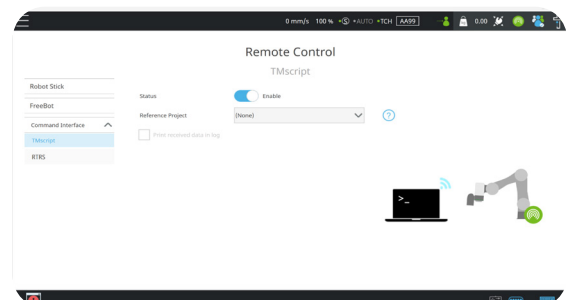 0 mm/s 100 % •Ⓢ •AUTO •TCH AA99 0.00
Remote Control
TMscript
Robot Stick
FreeBot
Command Interface
TMscript
RTRS
Status Enable
Reference Project (None) ?
Print received data in log
>_